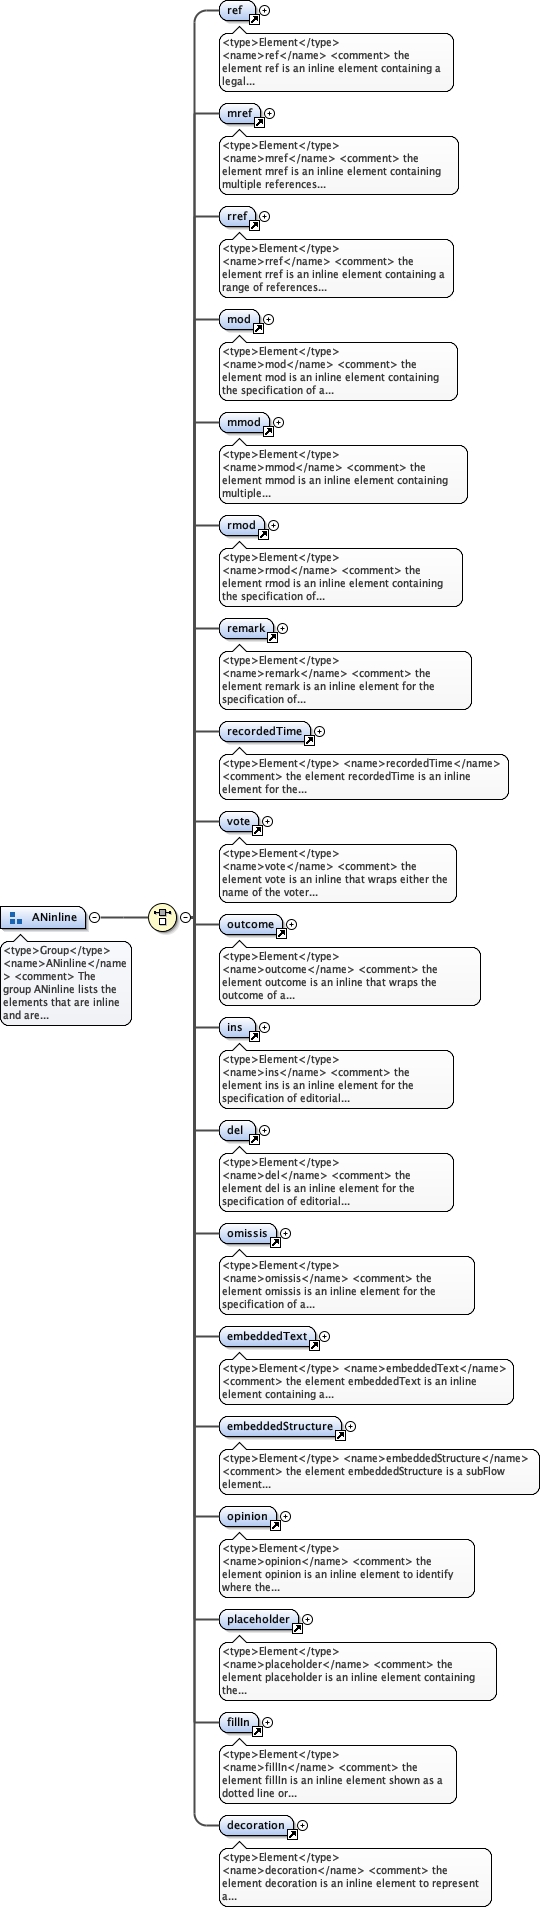 ref
<type>Element</type>
<name>ref</name> <comment> the
element ref is an inline element containing a
legal...
mref
<type>Element</type>
<name>mref</name> <comment> the
element mref is an inline element containing
multiple references...
rref
<type>Element</type>
<name>rref</name> <comment> the
element rref is an inline element containing a
range of references...
mod
<type>Element</type>
<name>mod</name> <comment> the
element mod is an inline element containing
the specification of a...
mmod
<type>Element</type>
<name>mmod</name> <comment> the
element mmod is an inline element containing
multiple...
rmod
<type>Element</type>
<name>rmod</name> <comment> the
element rmod is an inline element containing
the specification of...
remark
<type>Element</type>
<name>remark</name> <comment> the
element remark is an inline element for the
specification of...
recordedTime
<type>Element</type> <name>recordedTime</name>
<comment> the element recordedTime is an inline
element for the...
vote
<type>Element</type>
<name>vote</name> <comment> the
element vote is an inline that wraps either the
name of the voter...
ANinline
<type>Group</type>
<name>ANinline</name
> <comment> The
group ANinline lists the
elements that are inline
and are...
outcome
<type>Element</type>
<name>outcome</name> <comment> the
element outcome is an inline that wraps the
outcome of a...
ins
<type>Element</type>
<name>ins</name> <comment> the
element ins is an inline element for the
specification of editorial...
del
<type>Element</type>
<name>del</name> <comment> the
element del is an inline element for the
specification of editorial...
omissis
<type>Element</type>
<name>omissis</name> <comment> the
element omissis is an inline element for the
specification of a...
embeddedText
<type>Element</type> <name>embeddedText</name>
<comment> the element embeddedText is an inline
element containing a...
embeddedStructure
<type>Element</type> <name>embeddedStructure</name>
<comment> the element embeddedStructure is a subFlow
element...
opinion
<type>Element</type>
<name>opinion</name> <comment> the
element opinion is an inline element to identify
where the...
placeholder
<type>Element</type>
<name>placeholder</name> <comment> the
element placeholder is an inline element containing
the...
fillIn
<type>Element</type>
<name>fillIn</name> <comment> the
element fillIn is an inline element shown as a
dotted line or...
decoration
<type>Element</type>
<name>decoration</name> <comment> the
element decoration is an inline element to represent
a...